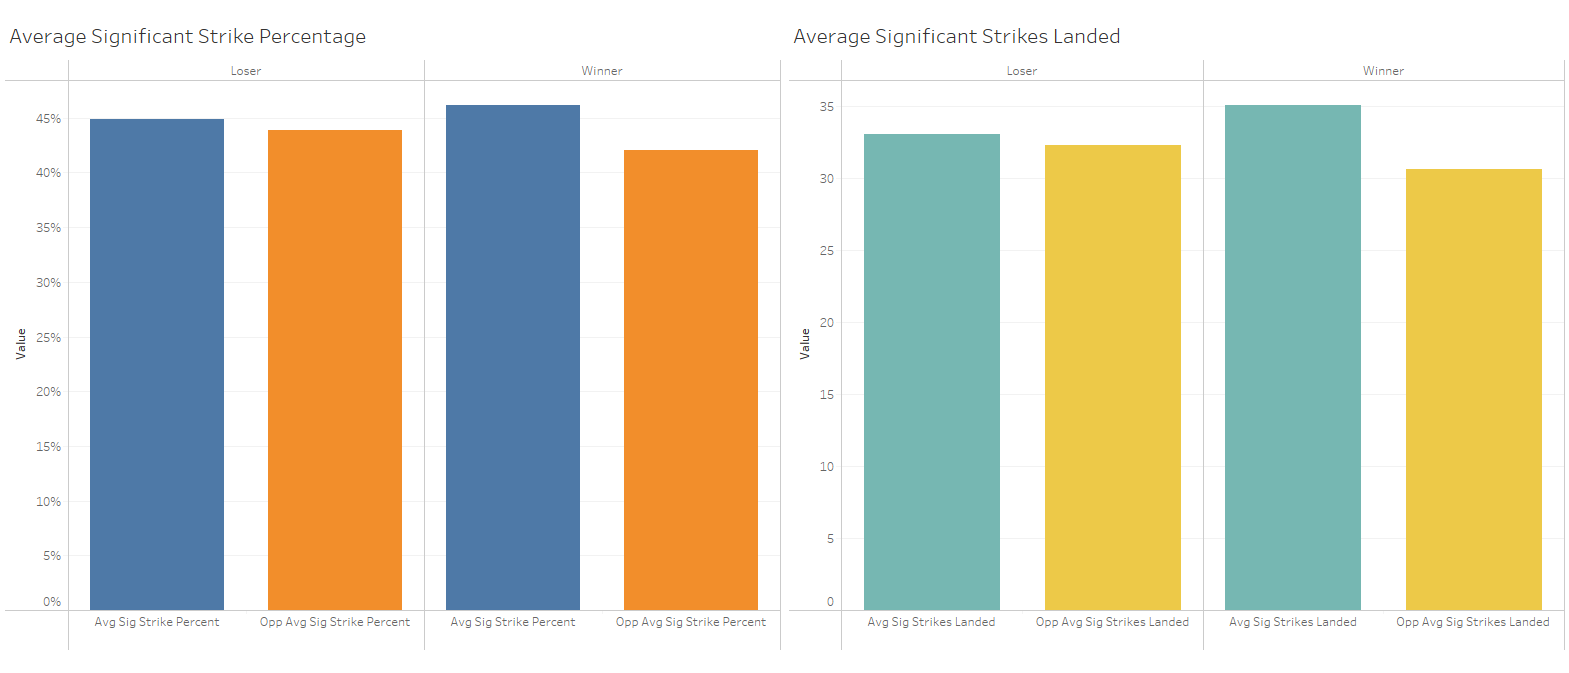 Average Significant Strike Percentage
Loser
Winner
45%
40%
35%
30%
25%
20%
15%
10%
5%
0%
Value
Avg Sig Strike Percent
Opp Avg Sig Strike Percent
Avg Sig Strike Percent
Opp Avg Sig Strike Percent
Average Significant Strikes Landed
Loser
Winner
35
30
25
20
15
10
5
0
Value
Avg Sig Strikes Landed
Opp Avg Sig Strikes Landed
Avg Sig Strikes Landed
Opp Avg Sig Strikes Landed